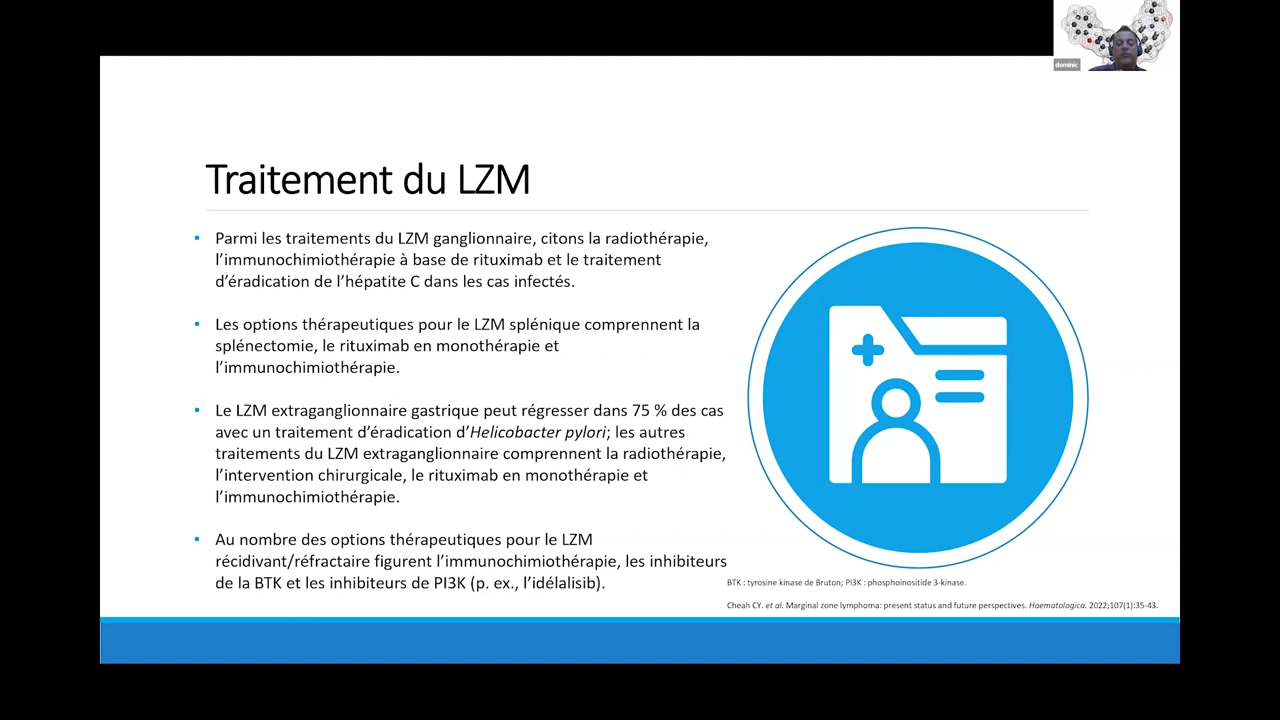 dominic
Traitement du LZM
• Parmi les traitements du LZM ganglionnaire, citons la radiothérapie,
l’immunochimiothérapie à base de rituximab et le traitement
d’éradication de l’hépatite C dans les cas infectés.
• Les options thérapeutiques pour le LZM splénique comprennent la
splénectomie, le rituximab en monothérapie et
l’immunochimiothérapie.
• Le LZM extraganglionnaire gastrique peut régresser dans 75 % des cas
avec un traitement d’éradication d’Helicobacter pylori; les autres
traitements du LZM extraganglionnaire comprennent la radiothérapie,
l’intervention chirurgicale, le rituximab en monothérapie et
l’immunochimiothérapie.
• Au nombre des options thérapeutiques pour le LZM
récidivant/réfractaire figurent l’immunochimiothérapie, les inhibiteurs
de la BTK et les inhibiteurs de PI3K (p. ex., l’idélalisib).
BTK : tyrosine kinase de Bruton; PI3K : phosphoinositide 3-kinase.
Cheah CY. et al. Marginal zone lymphoma: present status and future perspectives. Haematologica. 2022;107(1):35-43.